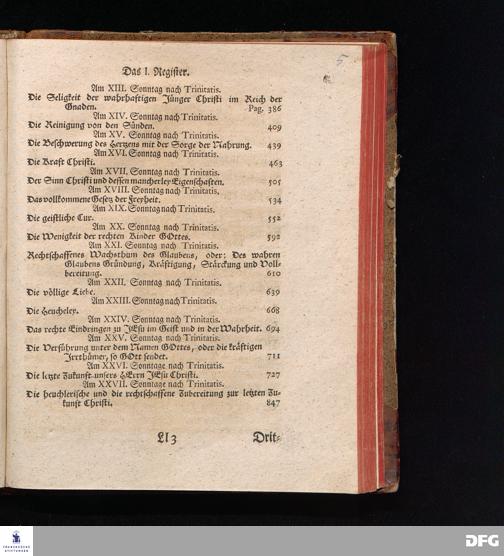 5
Das I. Register.
Am XIII. Sonntag nach Trinitatis.
Die Seligkeit der wahrhaftigen Jünger Christi im Reich der
Gnaden. Pag. 386
Am XIV. Sonntag nach Trinitatis.
Die Reinigung von den Sünden. 409
Am XV. Sonntag nach Trinitatis.
Die Beschwerung des Hertzens mit der Sorge der Nahrung. 439
Am XVI. Sonntag nach Trinitatis.
Die Kraft Christi. 463
Am XVII. Sonntag nach Trinitatis.
Der Sinn Christi und dessen mancherley Eigenschaften. 501
Am XVIII. Sonntag nach Trinitatis.
Das vollkommene Gesetz der Freyheit. 534
Am XIX. Sonntag nach Trinitatis.
Die geistliche Cur. 552
Am XX. Sonntag nach Trinitatis.
Die Wenigkeit der rechten Kinder GOttes. 592
Am XXI. Sonntag nach Trinitatis.
Rechtschaffenes Wachsthum des Glaubens, oder: Des wahren
Glaubens Gründung, Kräftigung, Stärckung und Voll-
bereitung. 610
Am XXII. Sonntag nach Trinitatis.
Die völlige Liebe. 639
Am XXIII. Sonntag nach Trinitatis.
Die Heucheley. 668
Am XXIV. Sonntag nach Trinitatis.
Das rechte Eindringen zu JEsu im Geist und in der Wahrheit. 694
Am XXV. Sonntag nach Trinitatis.
Die Verführung unter dem Namen GOttes, oder die kräftigen
Irrthümer, so GOtt sendet. 711
Am XXVI. Sonntage nach Trinitatis.
Die letzte Zukunft unsers HErrn JEsu Christi. 727
Am XXVII. Sonntage nach Trinitatis.
Die heuchlerische und die rechtschaffene Zubereitung zur letzten Zu-
kunft Christi. 847
Ll 3 Drit-
FRANCKESCHE
STIFTUNGEN
DFG